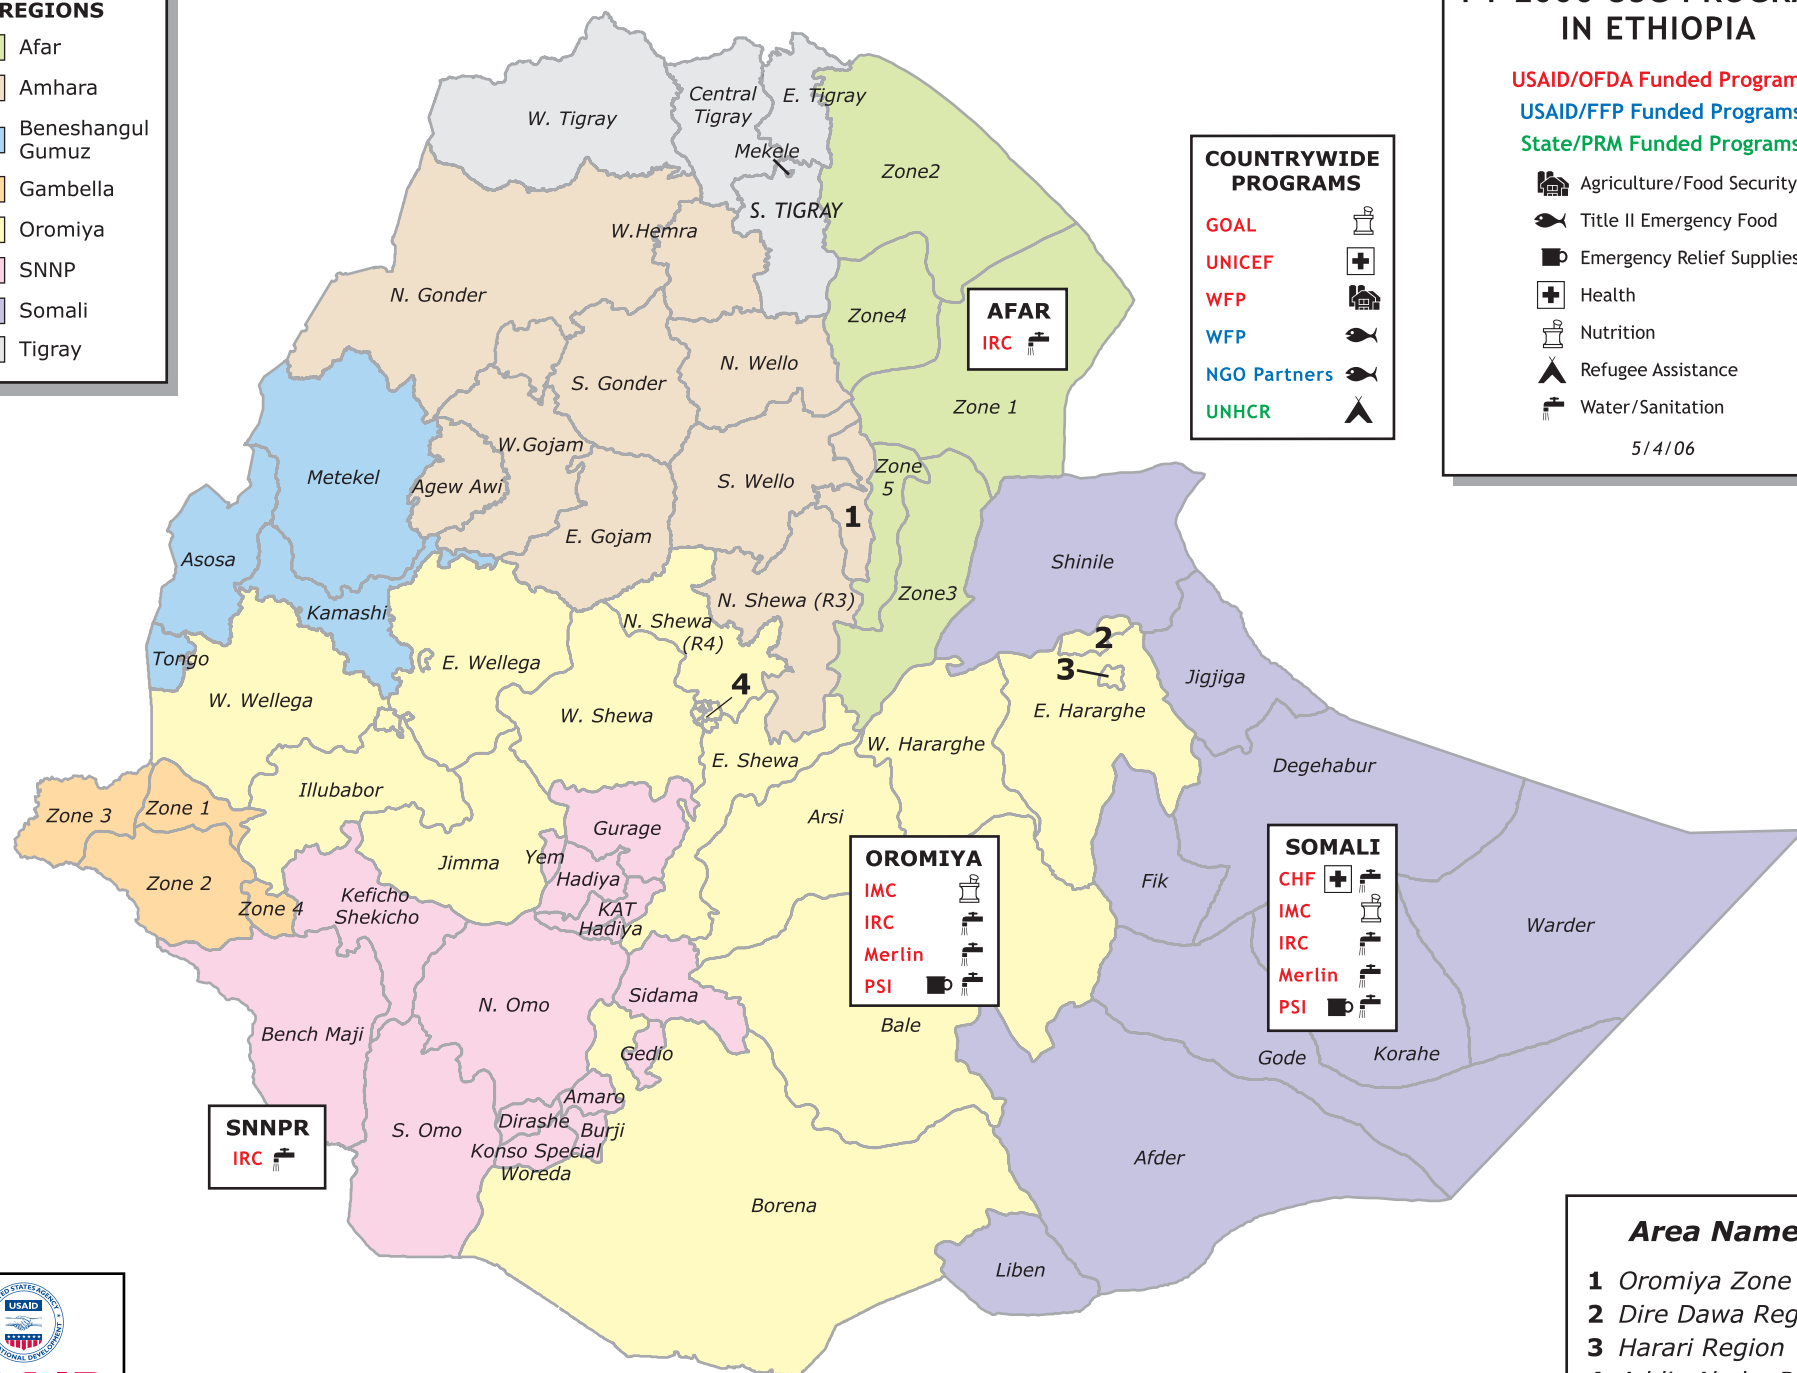 REGIONS
Afar
Amhara
Beneshangul
Gumuz
Gambella
Oromiya
SNNP
Somali
Tigray
IN ETHIOPIA
USAID/OFDA Funded Program
USAID/FFP Funded Programs
State/PRM Funded Programs
Agriculture/Food Security
Title II Emergency Food
Emergency Relief Supplies
Health
Nutrition
Refugee Assistance
Water/Sanitation
5/4/06
COUNTRYWIDE
PROGRAMS
GOAL
UNICEF
WFP
WFP
NGO Partners
UNHCR
W. Tigray
Central
Tigray
E. Tigray
Mekele
S. TIGRAY
Zone2
W.Hemra
N. Gonder
Zone4
AFAR
IRC
S. Gonder
N. Wello
Zone 1
W.Gojam
Metekel
Agew Awi
S. Wello
Zone
5
1
E. Gojam
Asosa
Shinile
Kamashi
N. Shewa (R3)
Zone3
N. Shewa
(R4)
2
3
Tongo
E. Wellega
4
Jigjiga
W. Wellega
W. Shewa
E. Hararghe
W. Hararghe
E. Shewa
Degehabur
Illubabor
Zone 3
Zone 1
Arsi
Gurage
Jimma
Yem
Hadiya
Zone 2
Zone 4
Keficho
Shekicho
KAT
Hadiya
OROMIYA
IMC
IRC
Merlin
PSI
Fik
SOMALI
CHF
IMC
IRC
Merlin
PSI
Warder
N. Omo
Sidama
Bale
Bench Maji
Gedio
Gode
Korahe
Amaro
Dirashe
Burji
S. Omo
Konso Special
Woreda
SNNPR
IRC
Afder
Borena
Liben
Area Name
1 Oromiya Zone
2 Dire Dawa Reg
3 Harari Region
USAID